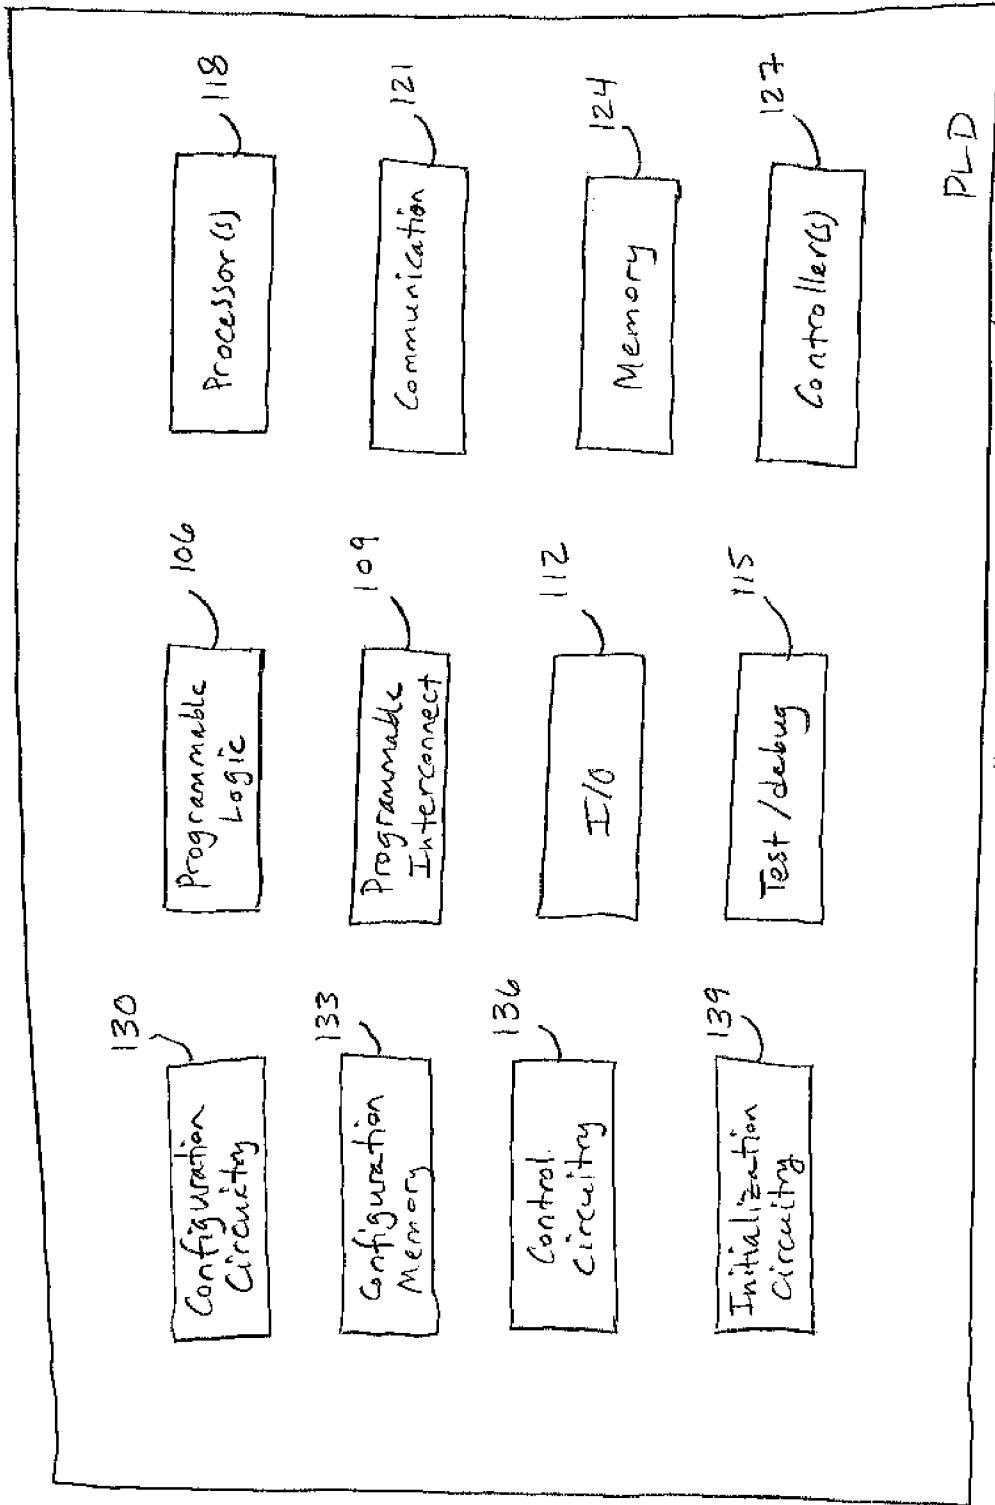 130
Configuration
Circuitry
106
Programmable
Logic
118
Processor(s)
133
Configuration
Memory
109
Programmable
Interconnect
121
Communication
136
Control
Circuitry
112
I/O
124
Memory
139
Initialization
Circuitry
115
Test/debug
127
Controller(s)
PLD